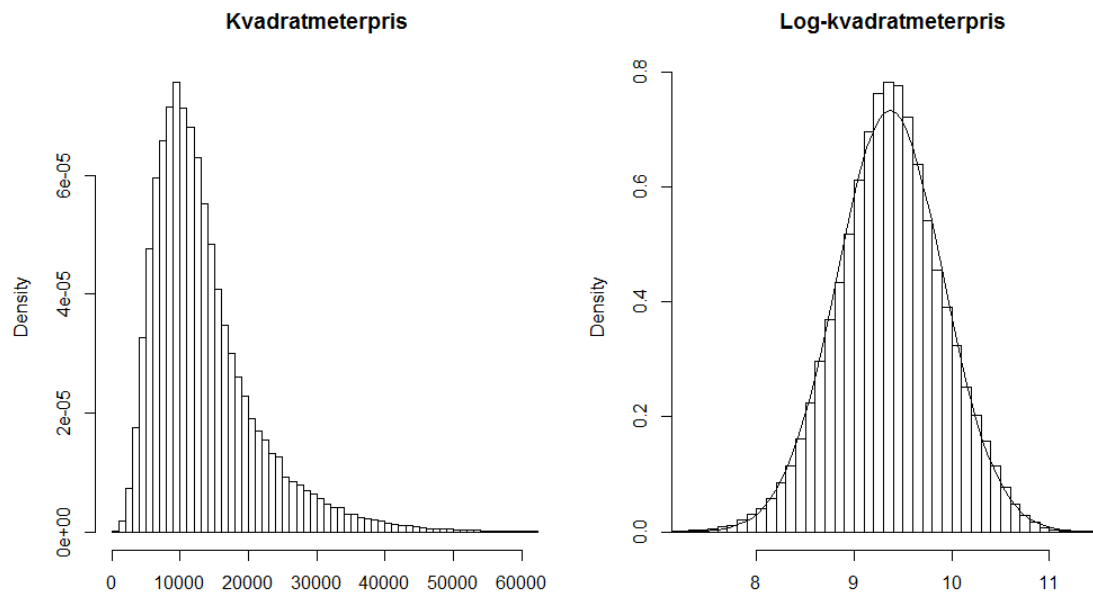 Kvadratmeterpris
Density
6e-05
4e-05
2e-05
0e+00
0 10000 20000 30000 40000 50000 60000
Log-kvadratmeterpris
Density
0.8
0.6
0.4
0.2
0.0
8 9 10 11